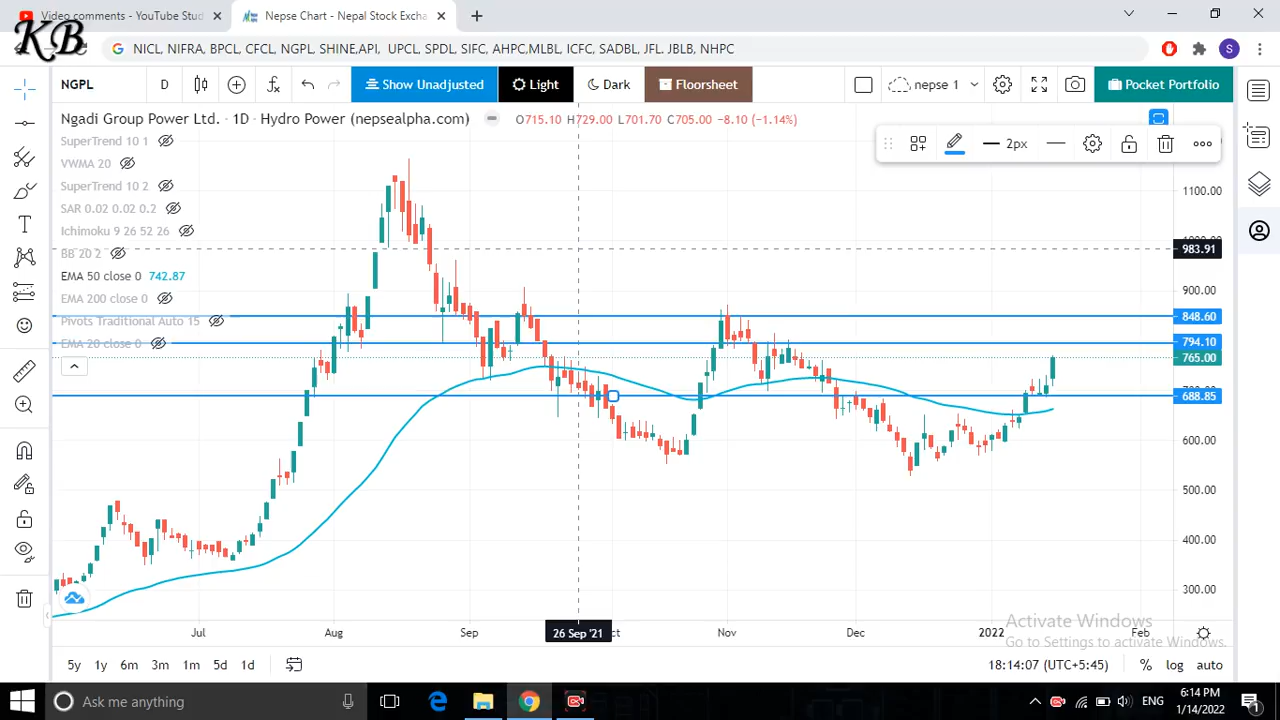 Video comments - YouTube Stud
Nepse Chart - Nepal Stock Excha
KB
NICL, NIFRA, BPCL, CFCL, NGPL, SHINE,API, UPCL, SPDL, SIFC, AHPC,MLBL, ICFC, SADBL, JFL. JBLB, NHPC
S
NGPL D Show Unadjusted Light Dark Floorsheet nepse 1 Pocket Portfolio
Ngadi Group Power Ltd. · 1D · Hydro Power (nepsealpha.com) O715.10 H729.00 L701.70 C705.00 -8.10 (-1.14%)
SuperTrend 10 1
2px
VWMA 20
SuperTrend 10 2
1100.00
SAR 0.02 0.02 0.2
Ichimoku 9 26 52 26
983.91
BB 20 2
EMA 50 close 0 742.87
900.00
EMA 200 close 0
848.60
Pivots Traditional Auto 15
794.10
EMA 20 close 0
765.00
688.85
600.00
500.00
400.00
300.00
Activate Windows
Go to Settings to activate Windows.
Jul Aug Sep 26 Sep '21 Nov Dec 2022 Feb
5y 1y 6m 3m 1m 5d 1d 18:14:07 (UTC+5:45) % log auto
Ask me anything
ENG
6:14 PM
1/14/2022
1